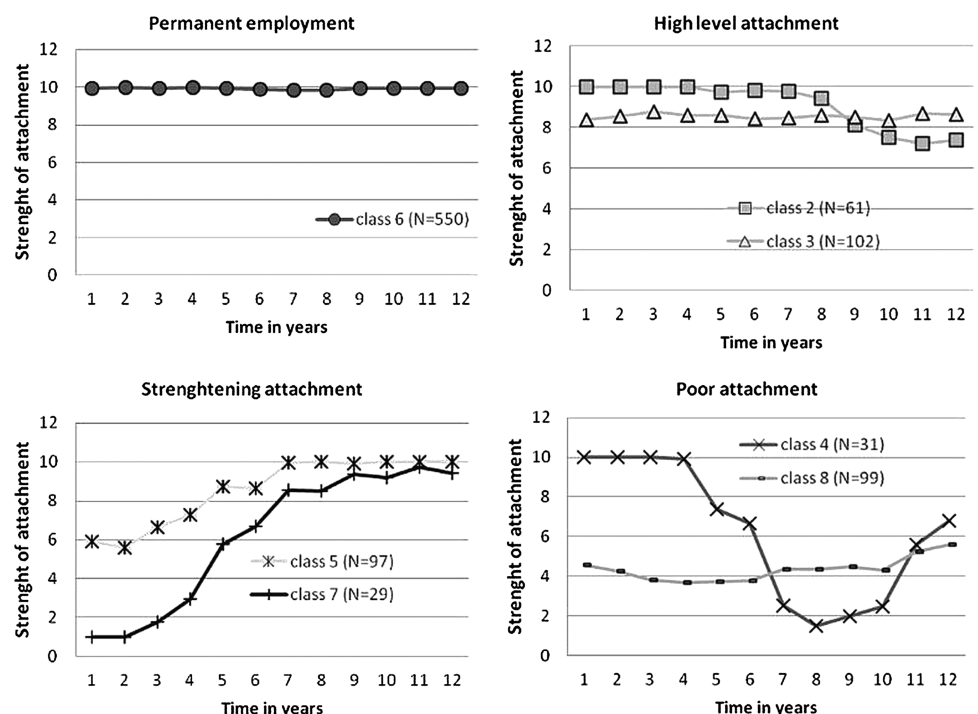 Permanent employment
Strenght of attachment
12
10
8
6
4
2
0
class 6 (N=550)
1 2 3 4 5 6 7 8 9 10 11 12
Time in years
High level attachment
Strenght of attachment
12
10
8
6
4
2
0
class 2 (N=61)
class 3 (N=102)
1 2 3 4 5 6 7 8 9 10 11 12
Time in years
Strenghtening attachment
Strenght of attachment
12
10
8
6
4
2
0
class 5 (N=97)
class 7 (N=29)
1 2 3 4 5 6 7 8 9 10 11 12
Time in years
Poor attachment
Strenght of attachment
12
10
8
6
4
2
0
class 4 (N=31)
class 8 (N=99)
1 2 3 4 5 6 7 8 9 10 11 12
Time in years